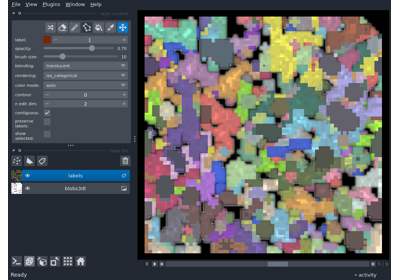 File View Plugins Window Help
label: 1
opacity: 0.70
brush size: 10
blending: translucent
rendering: iso_categorical
color mode: auto
contour: 0
n edit dim: 2
contiguous:
preserve
labels:
show
selected:
labels
blobs3dt
Ready
activity